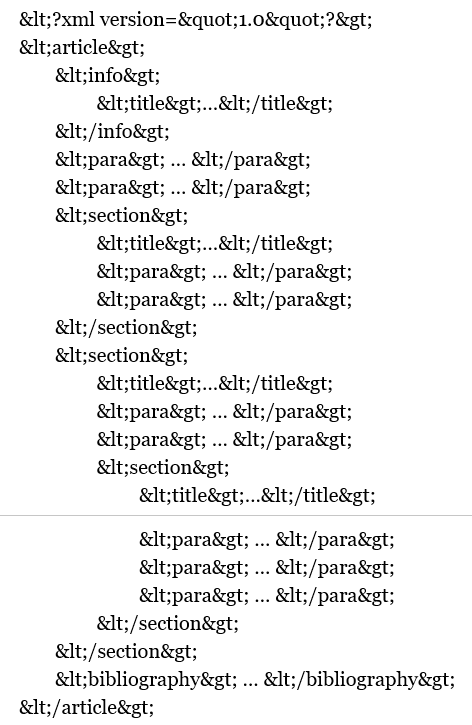 &lt;?xml version=&quot;1.0&quot;?&gt;
&lt;article&gt;
&lt;info&gt;
&lt;title&gt;...&lt;/title&gt;
&lt;/info&gt;
&lt;para&gt; ... &lt;/para&gt;
&lt;para&gt; ... &lt;/para&gt;
&lt;section&gt;
&lt;title&gt;...&lt;/title&gt;
&lt;para&gt; ... &lt;/para&gt;
&lt;para&gt; ... &lt;/para&gt;
&lt;/section&gt;
&lt;section&gt;
&lt;title&gt;...&lt;/title&gt;
&lt;para&gt; ... &lt;/para&gt;
&lt;para&gt; ... &lt;/para&gt;
&lt;section&gt;
&lt;title&gt;...&lt;/title&gt;
&lt;para&gt; ... &lt;/para&gt;
&lt;para&gt; ... &lt;/para&gt;
&lt;para&gt; ... &lt;/para&gt;
&lt;/section&gt;
&lt;/section&gt;
&lt;bibliography&gt; ... &lt;/bibliography&gt;
&lt;/article&gt;